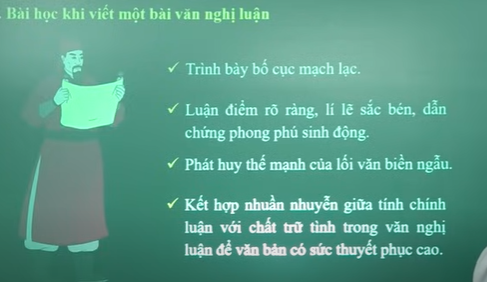 . Bài học khi viết một bài văn nghị luận
✓ Trình bày bố cục mạch lạc.
✓ Luận điểm rõ ràng, lí lẽ sắc bén, dẫn
chứng phong phú sinh động.
✓ Phát huy thế mạnh của lối văn biền ngẫu.
✓ Kết hợp nhuần nhuyễn giữa tính chính
luận với chất trữ tình trong văn nghị
luận để văn bản có sức thuyết phục cao.